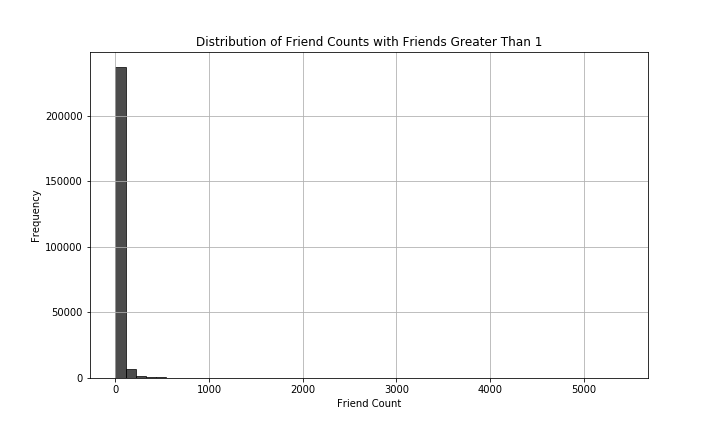 Distribution of Friend Counts with Friends Greater Than 1
200000
150000
100000
50000
0
Frequency
0 1000 2000 3000 4000 5000
Friend Count